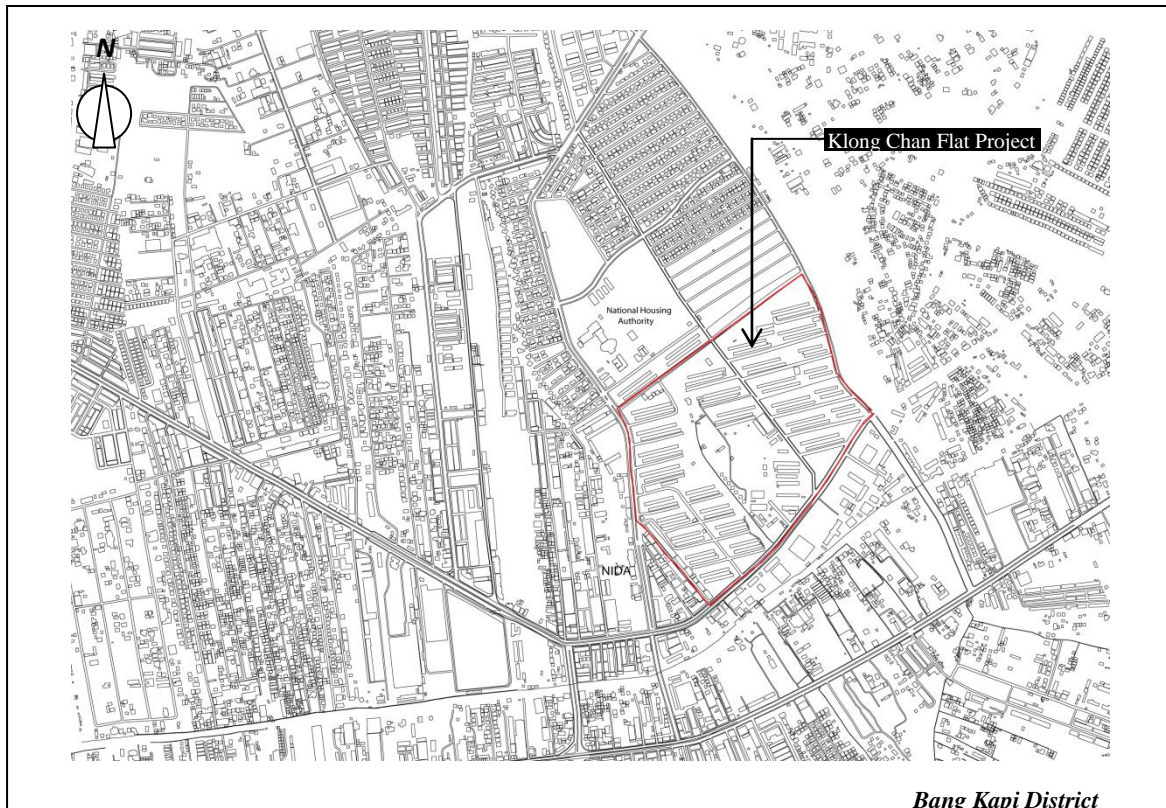 N
Klong Chan Flat Project
National Housing
Authority
NIDA
Bang Kapi District